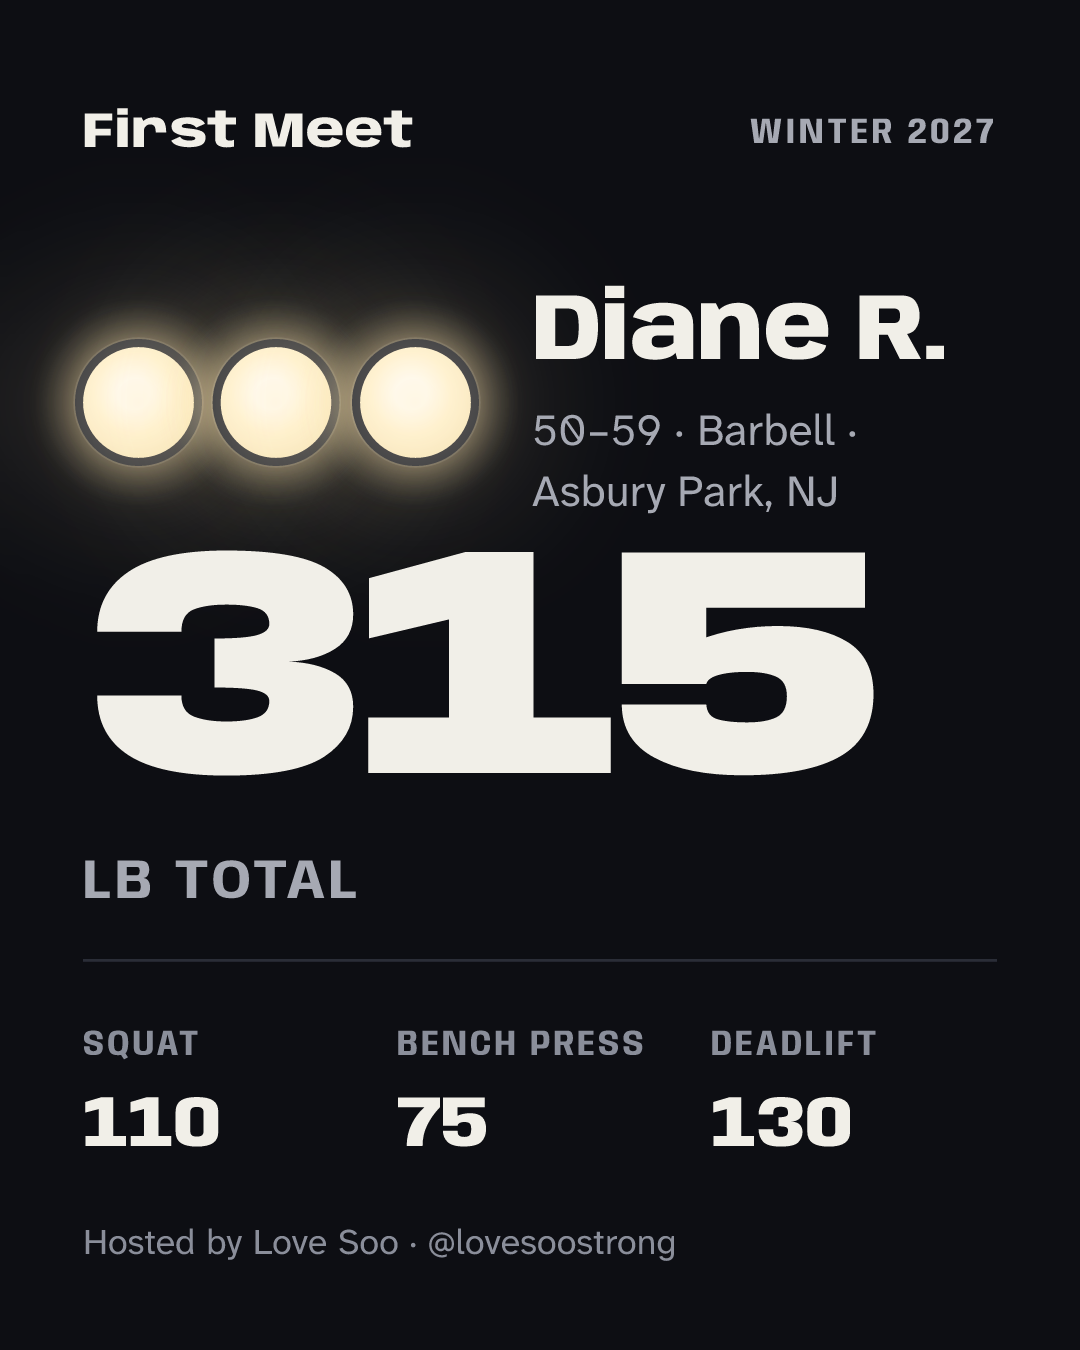 First Meet
WINTER 2027
Diane R.
50–59 · Barbell ·
Asbury Park, NJ
315
LB TOTAL
SQUAT
BENCH PRESS
DEADLIFT
110
75
130
Hosted by Love Soo · @lovesoostrong